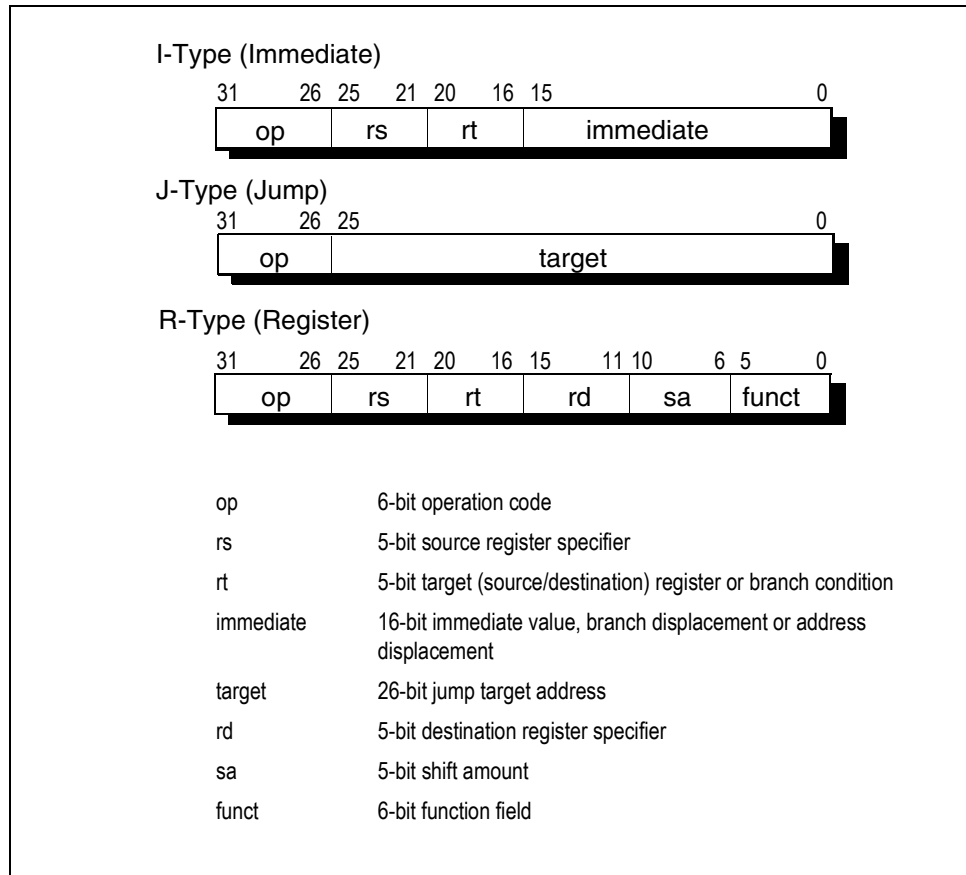 I-Type (Immediate)
31 26 25 21 20 16 15 0
op rs rt immediate
J-Type (Jump)
31 26 25 0
op target
R-Type (Register)
31 26 25 21 20 16 15 11 10 6 5 0
op rs rt rd sa funct
op 6-bit operation code
rs 5-bit source register specifier
rt 5-bit target (source/destination) register or branch condition
immediate 16-bit immediate value, branch displacement or address
displacement
target 26-bit jump target address
rd 5-bit destination register specifier
sa 5-bit shift amount
funct 6-bit function field